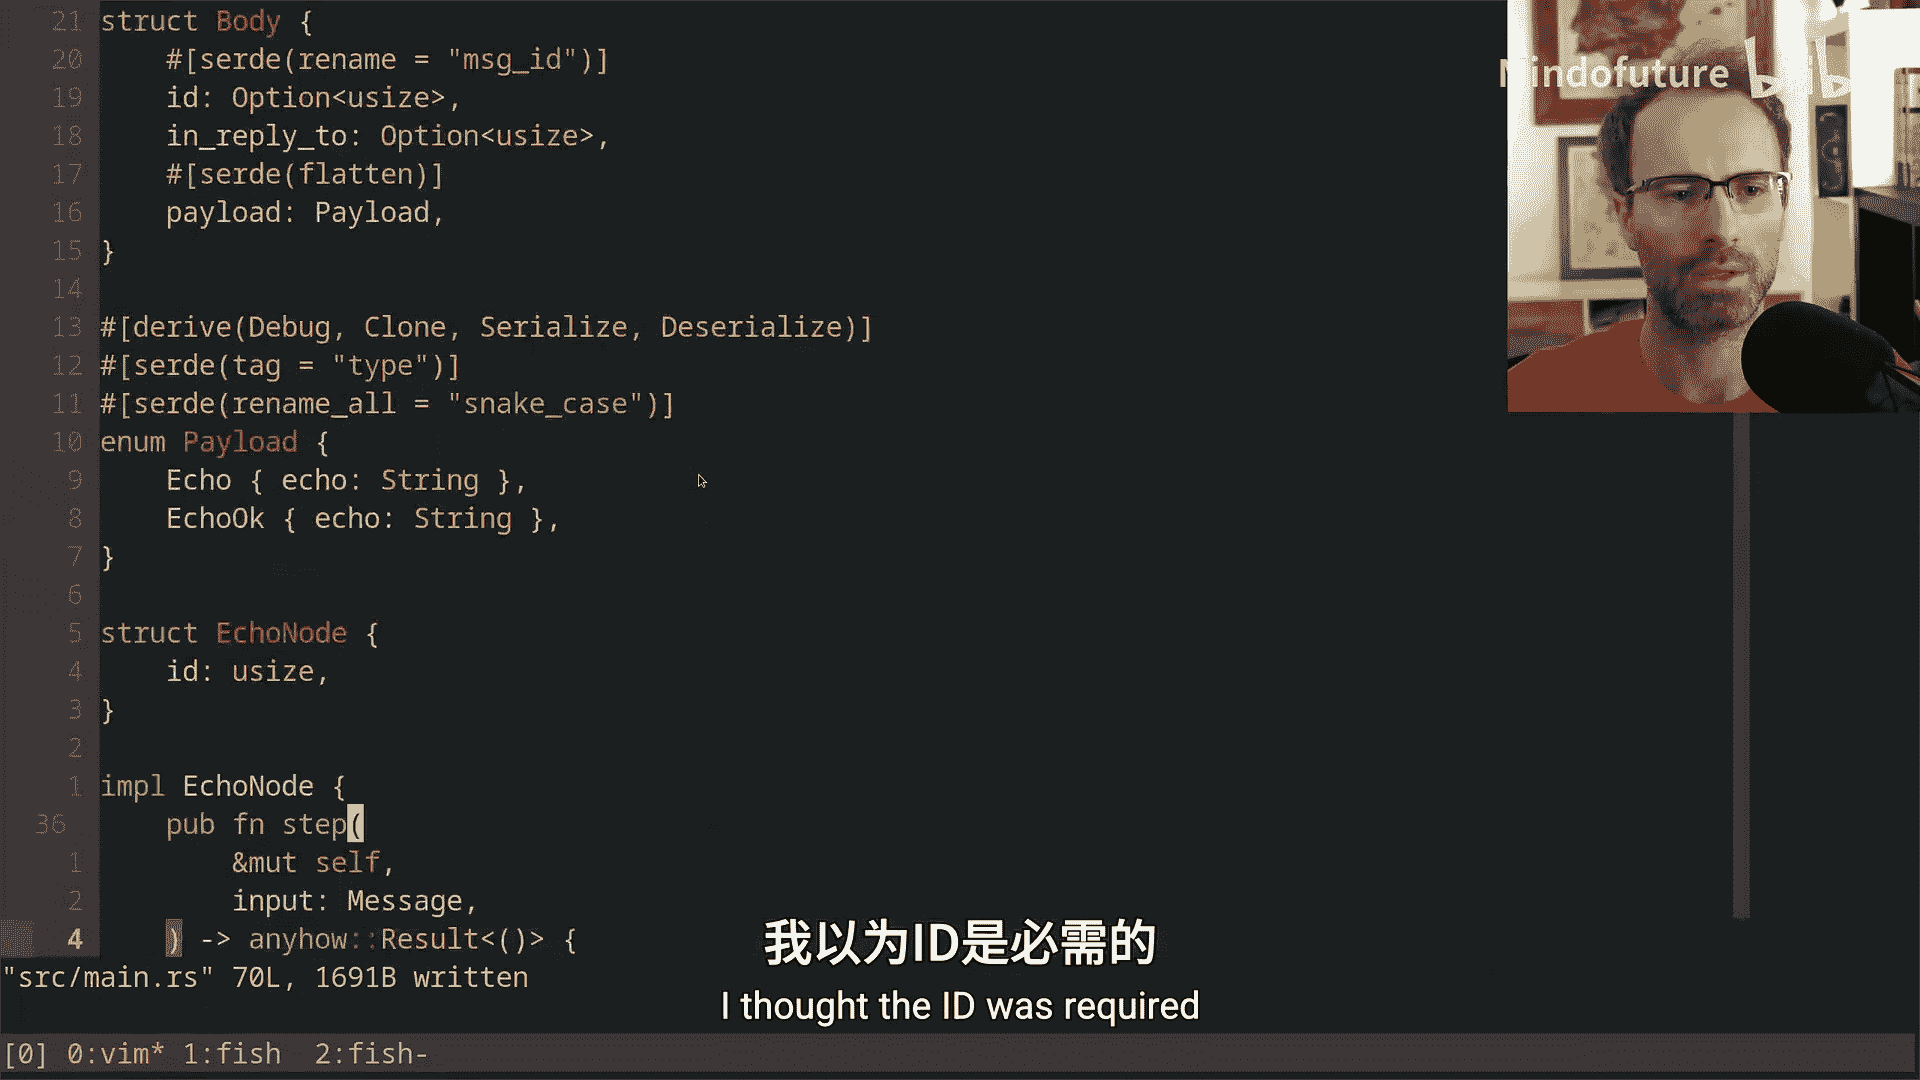 21 struct Body {
20     #[serde(rename = "msg_id")]
19     id: Option<usize>,
18     in_reply_to: Option<usize>,
17     #[serde(flatten)]
16     payload: Payload,
15 }
14
13 #[derive(Debug, Clone, Serialize, Deserialize)]
12 #[serde(tag = "type")]
11 #[serde(rename_all = "snake_case")]
10 enum Payload {
9     Echo { echo: String },
8     EchoOk { echo: String },
7 }
6
5 struct EchoNode {
4     id: usize,
3 }
2
1 impl EchoNode {
36     pub fn step(
1         &mut self,
2         input: Message,
4     ) -> anyhow::Result<()> {
"src/main.rs" 70L, 1691B written
[0] 0:vim* 1:fish  2:fish-
Mindofuture
我以为ID是必需的
I thought the ID was required